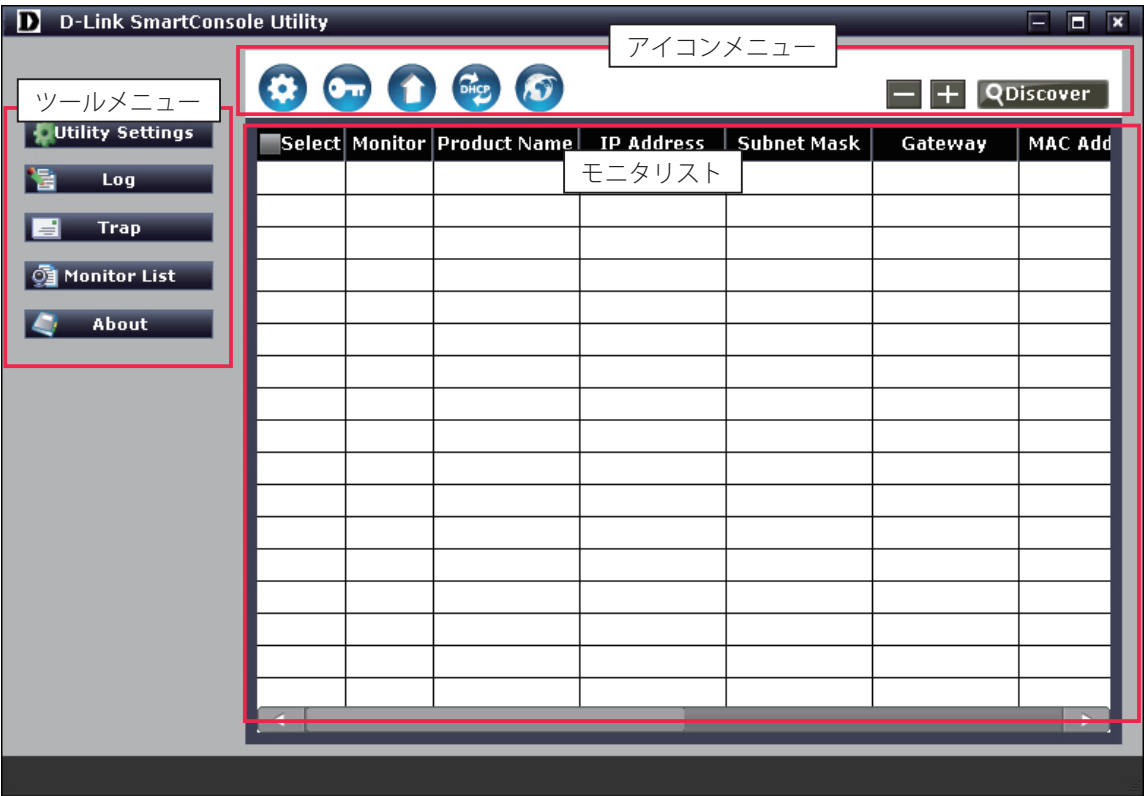 D-Link SmartConsole Utility
アイコンメニュー
DHCP
Discover
ツールメニュー
Utility Settings
Log
Trap
Monitor List
About
Select Monitor Product Name IP Address Subnet Mask Gateway MAC Add
モニタリスト